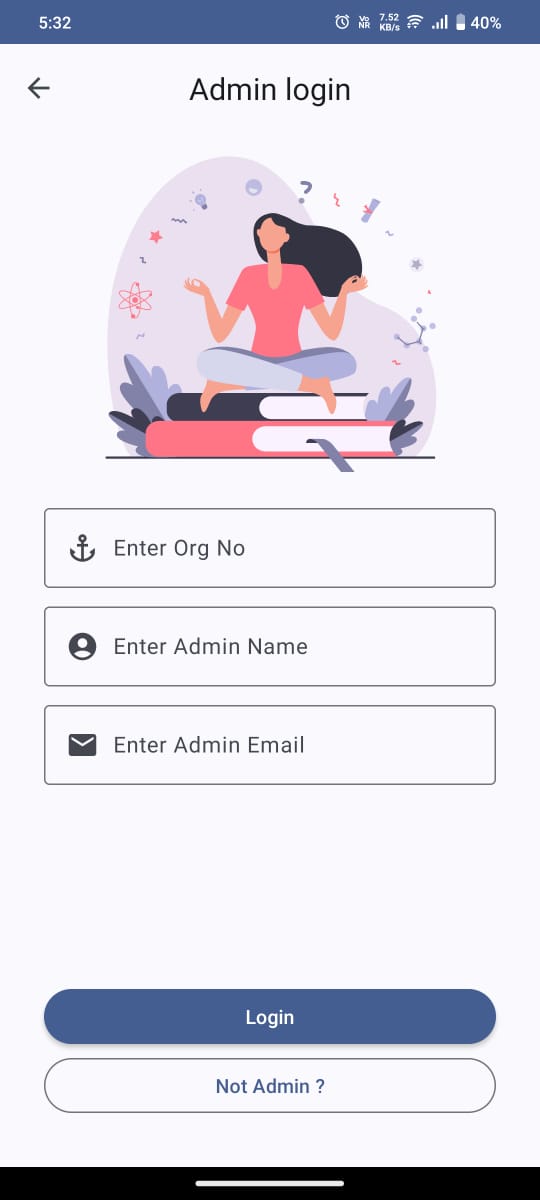 5:32
Vo
NR
7.52
KB/s
40%
Admin login
?
Enter Org No
Enter Admin Name
Enter Admin Email
Login
Not Admin ?